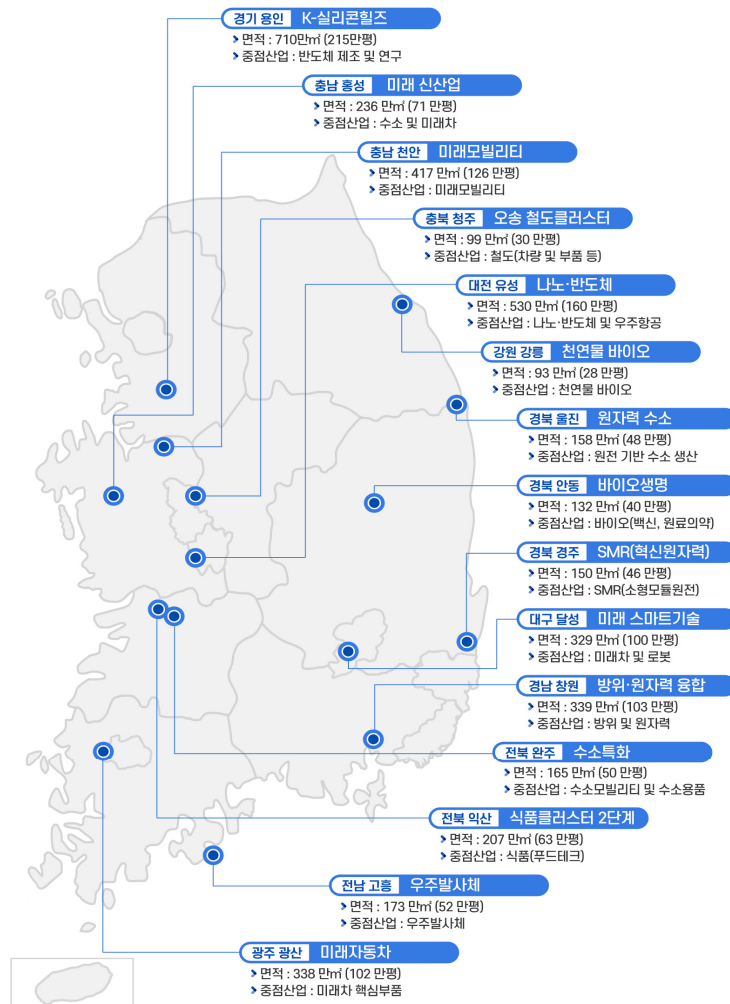 경기 용인 K-실리콘힐즈
면적 : 710만㎡ (215만평)
중점산업 : 반도체 제조 및 연구
충남 홍성 미래 신산업
면적 : 236 만㎡ (71 만평)
중점산업 : 수소 및 미래차
충남 천안 미래모빌리티
면적 : 417 만㎡ (126 만평)
중점산업 : 미래모빌리티
충북 청주 오송 철도클러스터
면적 : 99 만㎡ (30 만평)
중점산업 : 철도(차량 및 부품 등)
대전 유성 나노·반도체
면적 : 530 만㎡ (160 만평)
중점산업 : 나노·반도체 및 우주항공
강원 강릉 천연물 바이오
면적 : 93 만㎡ (28 만평)
중점산업 : 천연물 바이오
경북 울진 원자력 수소
면적 : 158 만㎡ (48 만평)
중점산업 : 원전 기반 수소 생산
경북 안동 바이오생명
면적 : 132 만㎡ (40 만평)
중점산업 : 바이오(백신, 원료의약)
경북 경주 SMR(혁신원자력)
면적 : 150 만㎡ (46 만평)
중점산업 : SMR(소형모듈원전)
대구 달성 미래 스마트기술
면적 : 329 만㎡ (100 만평)
중점산업 : 미래차 및 로봇
경남 창원 방위·원자력 융합
면적 : 339 만㎡ (103 만평)
중점산업 : 방위 및 원자력
전북 완주 수소특화
면적 : 165 만㎡ (50 만평)
중점산업 : 수소모빌리티 및 수소용품
전북 익산 식품클러스터 2단계
면적 : 207 만㎡ (63 만평)
중점산업 : 식품(푸드테크)
전남 고흥 우주발사체
면적 : 173 만㎡ (52 만평)
중점산업 : 우주발사체
광주 광산 미래자동차
면적 : 338 만㎡ (102 만평)
중점산업 : 미래차 핵심부품